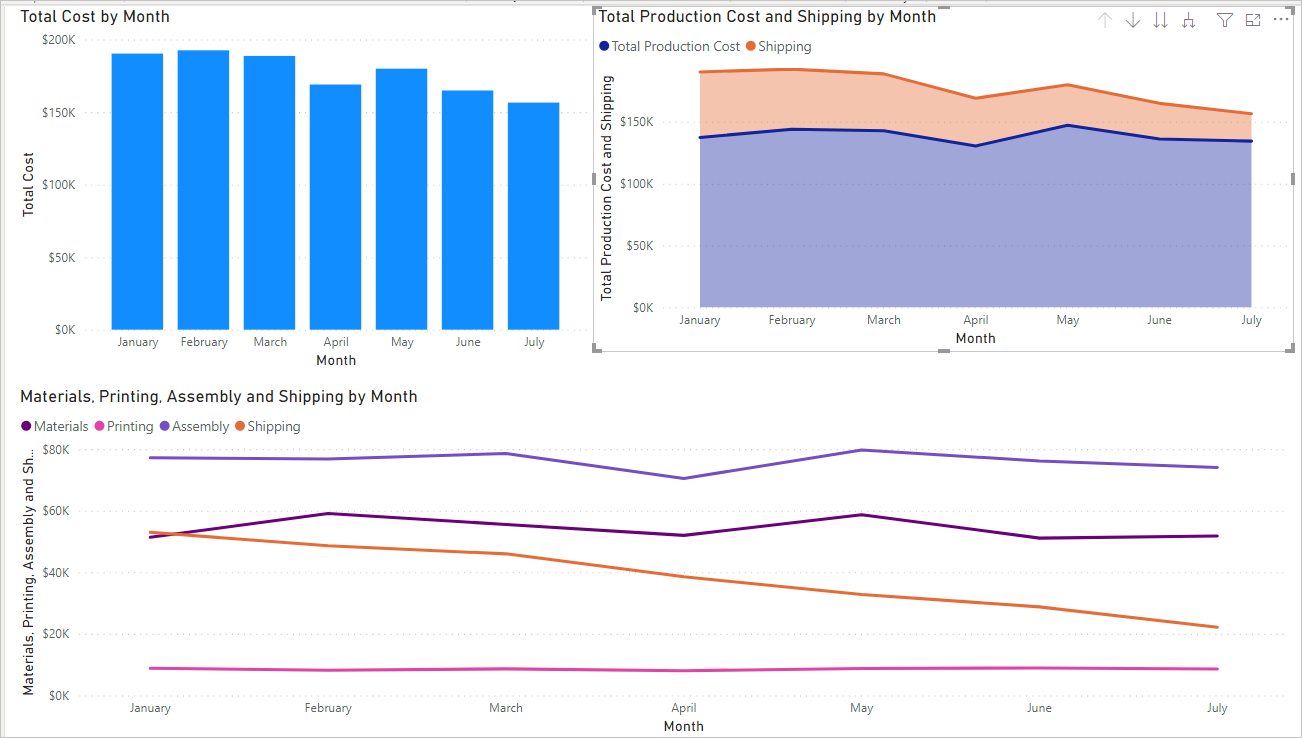 Total Cost by Month
$200K
$150K
$100K
$50K
$0K
Total Cost
January February March April May June July
Month
Total Production Cost and Shipping by Month
Total Production Cost Shipping
$150K
$100K
$50K
$0K
Total Production Cost and Shipping
January February March April May June July
Month
Materials, Printing, Assembly and Shipping by Month
Materials Printing Assembly Shipping
$80K
$60K
$40K
$20K
$0K
Materials, Printing, Assembly and Sh...
January February March April May June July
Month